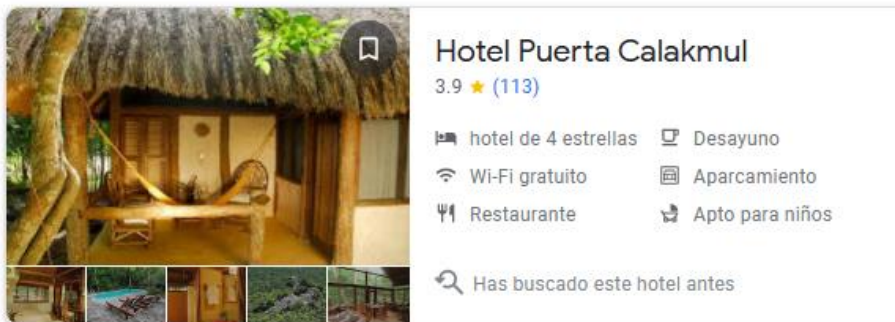 Hotel Puerta Calakmul
3.9 ★ (113)
hotel de 4 estrellas
Desayuno
Wi-Fi gratuito
Aparcamiento
Restaurante
Apto para niños
Has buscado este hotel antes